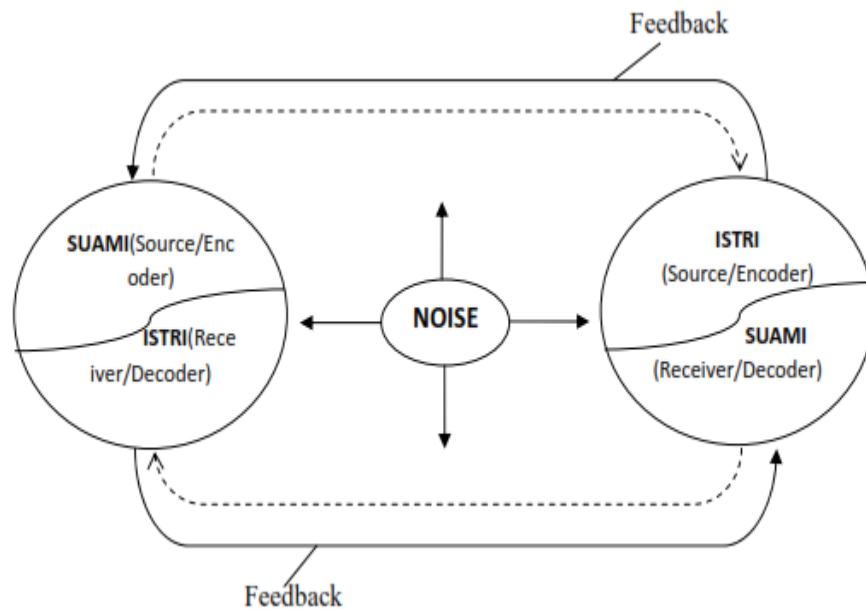 Feedback
SUAMI(Source/Enc
oder)
ISTRI(Rece
iver/Decoder)
NOISE
ISTRI
(Source/Encoder)
SUAMI
(Receiver/Decoder)
Feedback